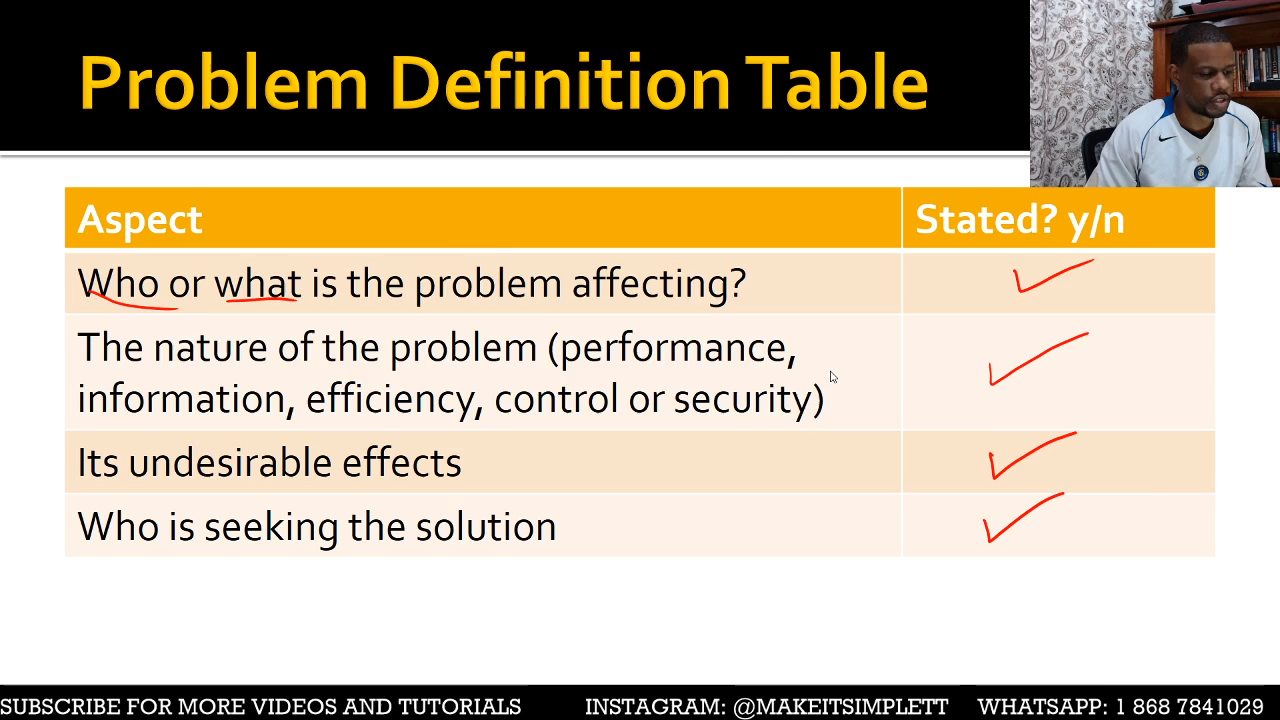 Problem Definition Table
Aspect
Stated? y/n
Who or what is the problem affecting?
The nature of the problem (performance,
information, efficiency, control or security)
Its undesirable effects
Who is seeking the solution
SUBSCRIBE FOR MORE VIDEOS AND TUTORIALS
INSTAGRAM: @MAKEITSIMPLETT
WHATSAPP: 1 868 7841029